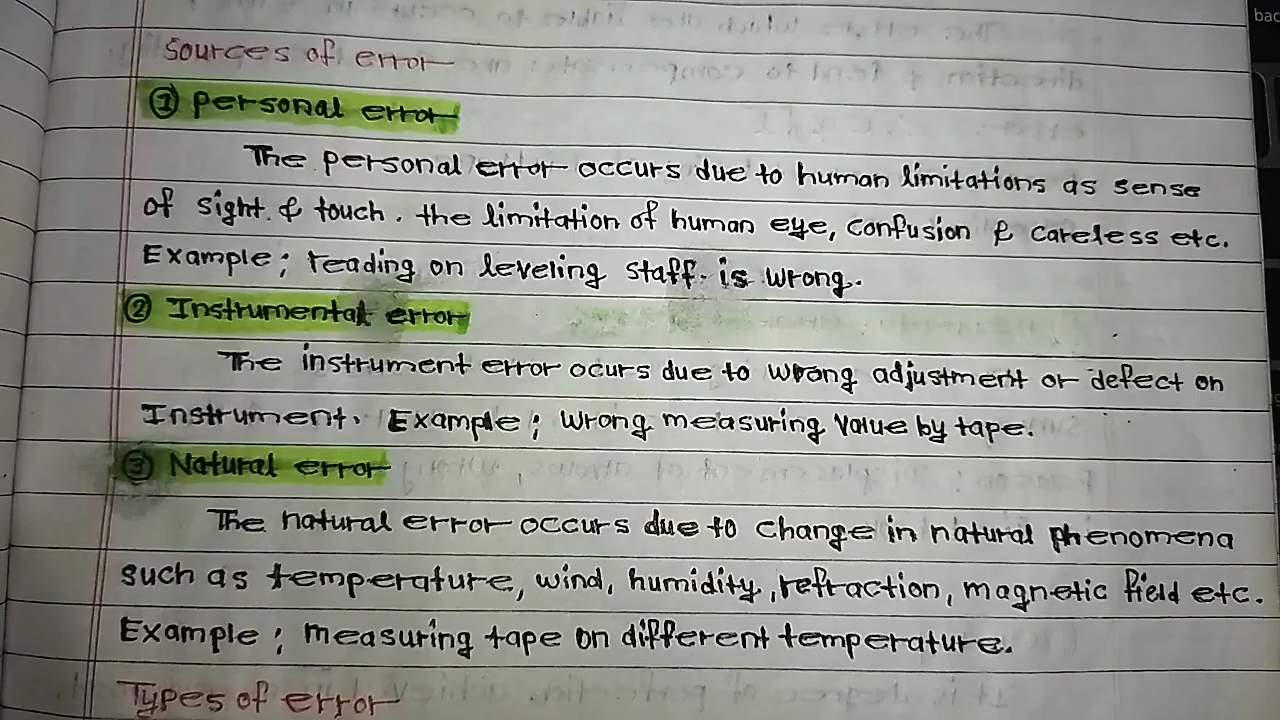 Sources of error
① personal error
The personal error occurs due to human limitations as sense
of sight & touch. the limitation of human eye, confusion & careless etc.
Example; reading on leveling staff is wrong.
② Instrumental error
The instrument error ocurs due to wrong adjustment or defect on
Instrument. Example; wrong measuring value by tape.
③ Natural error
The natural error occurs due to change in natural phenomena
such as temperature, wind, humidity, refraction, magnetic field etc.
Example; measuring tape on different temperature.
Types of error
bac